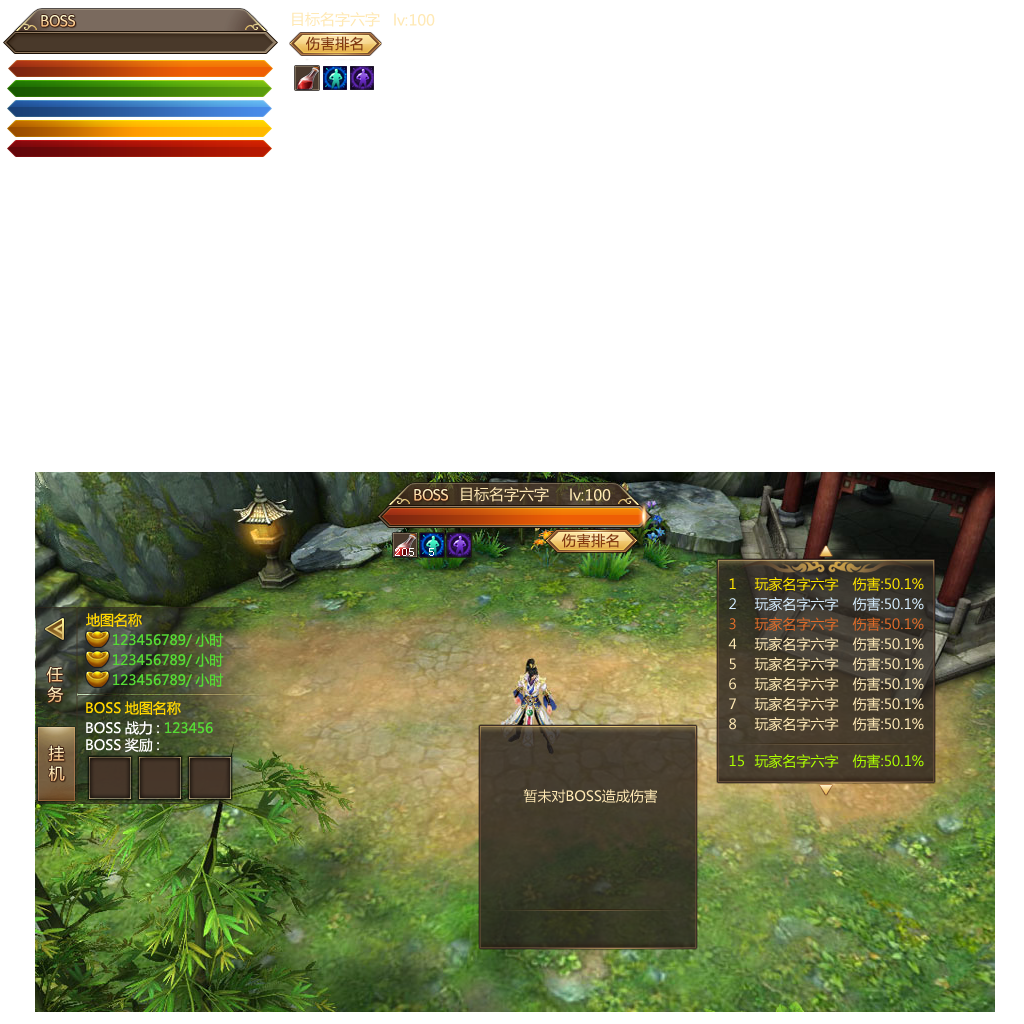 BOSS
目标名字六字 lv:100
伤害排名
BOSS 目标名字六字 lv:100
205 5
伤害排名
地图名称
123456789/ 小时
123456789/ 小时
123456789/ 小时
任务
BOSS 地图名称
BOSS 战力 : 123456
BOSS 奖励 :
挂机
1 玩家名字六字 伤害:50.1%
2 玩家名字六字 伤害:50.1%
3 玩家名字六字 伤害:50.1%
4 玩家名字六字 伤害:50.1%
5 玩家名字六字 伤害:50.1%
6 玩家名字六字 伤害:50.1%
7 玩家名字六字 伤害:50.1%
8 玩家名字六字 伤害:50.1%
15 玩家名字六字 伤害:50.1%
暂未对BOSS造成伤害